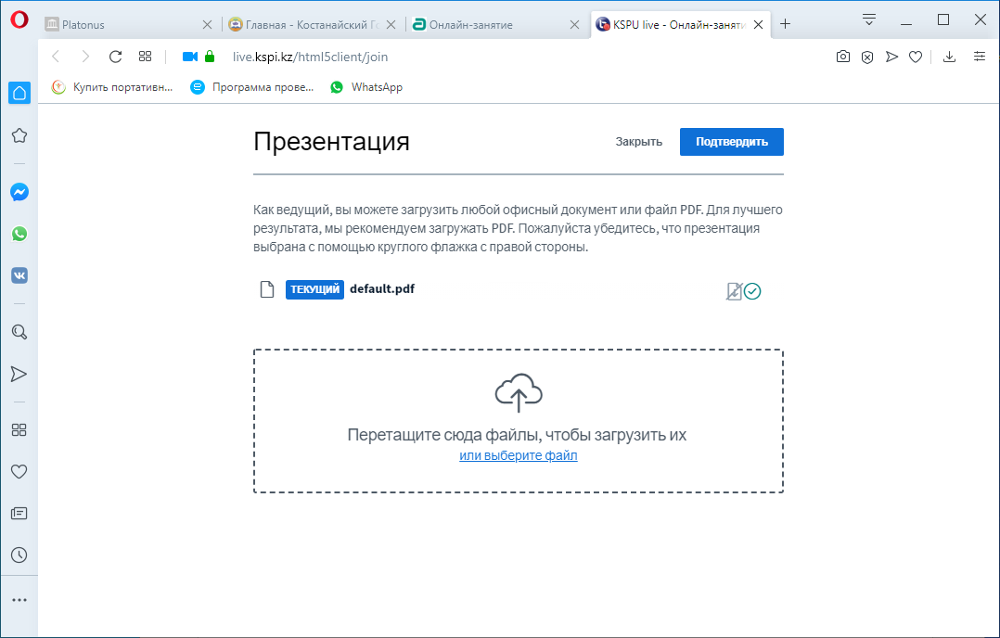 Platonus
Главная - Костанайский Го
Онлайн-занятие
KSPU live - Онлайн-заняти
live.kspi.kz/html5client/join
Купить портативн...
Программа прове...
WhatsApp
Презентация
Закрыть
Подтвердить
Как ведущий, вы можете загрузить любой офисный документ или файл PDF. Для лучшего
результата, мы рекомендуем загружать PDF. Пожалуйста убедитесь, что презентация
выбрана с помощью круглого флажка с правой стороны.
ТЕКУЩИЙ default.pdf
Перетащите сюда файлы, чтобы загрузить их
или выберите файл